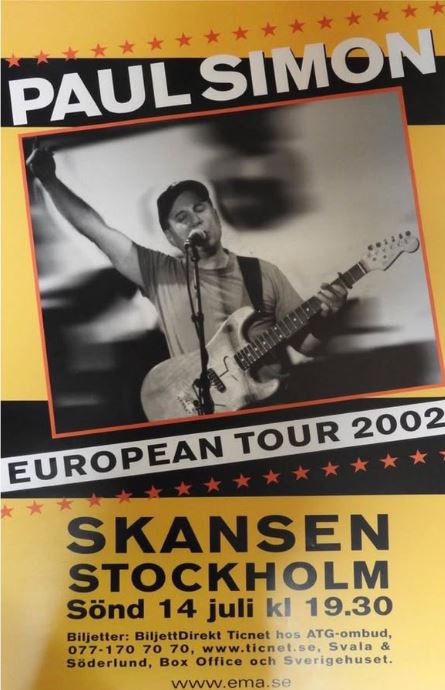 PAUL SIMON
EUROPEAN TOUR 2002
SKANSEN
STOCKHOLM
Sönd 14 juli kl 19.30
Biljetter: BiljettDirekt Ticnet hos ATG-ombud,
077-170 70 70, www.ticnet.se, Svala &
Söderlund, Box Office och Sverigehuset.
www.ema.se